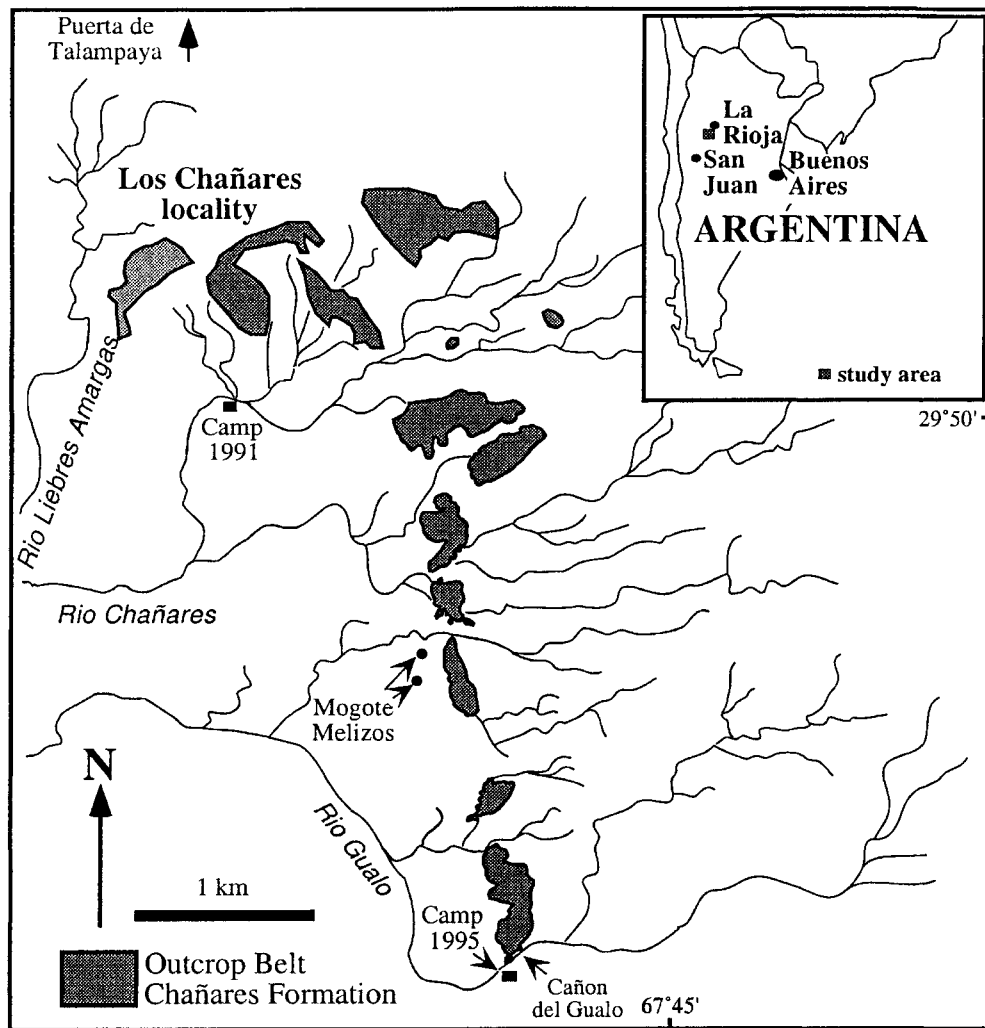 Puerta de
Talampaya
La
Rioja
San
Juan
Buenos
Aires
ARGENTINA
study area
Los Chañares
locality
29°50'
Camp
1991
Rio Liebres Amargas
Rio Chañares
Mogote
Melizos
N
Rio Gualo
1 km
Camp
1995
Cañon
del Gualo
67°45'
Outcrop Belt
Chañares Formation